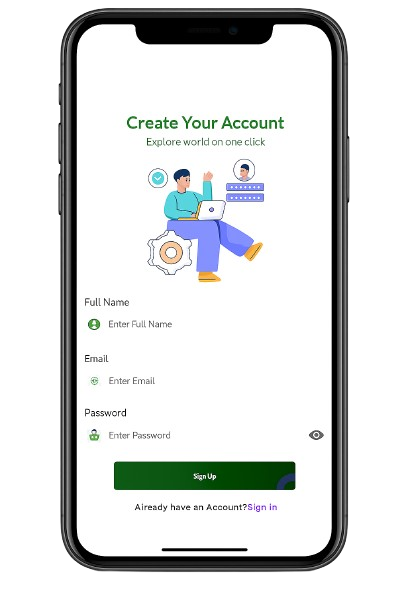 Create Your Account
Explore world on one click
Full Name
Enter Full Name
Email
Enter Email
Password
Enter Password
Sign Up
Already have an Account?Sign in